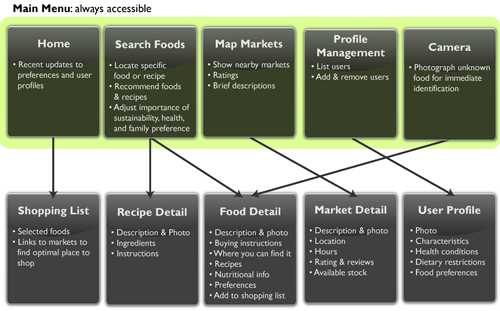 Main Menu: always accessible
Home
• Recent updates to
preferences and user
profiles
Search Foods
• Locate specific
food or recipe
• Recommend foods
& recipes
• Adjust importance of
sustainability, health,
and family preference
Map Markets
• Show nearby markets
• Ratings
• Brief descriptions
Profile
Management
• List users
• Add & remove users
Camera
• Photograph unknown
food for immediate
identification
Shopping List
• Selected foods
• Links to markets to
find optimal place to
shop
Recipe Detail
• Description & Photo
• Ingredients
• Instructions
Food Detail
• Description & photo
• Buying instructions
• Where you can find it
• Recipes
• Nutritional info
• Preferences
• Add to shopping list
Market Detail
• Description & photo
• Location
• Hours
• Rating & reviews
• Available stock
User Profile
• Photo
• Characteristics
• Health conditions
• Dietary restrictions
• Food preferences